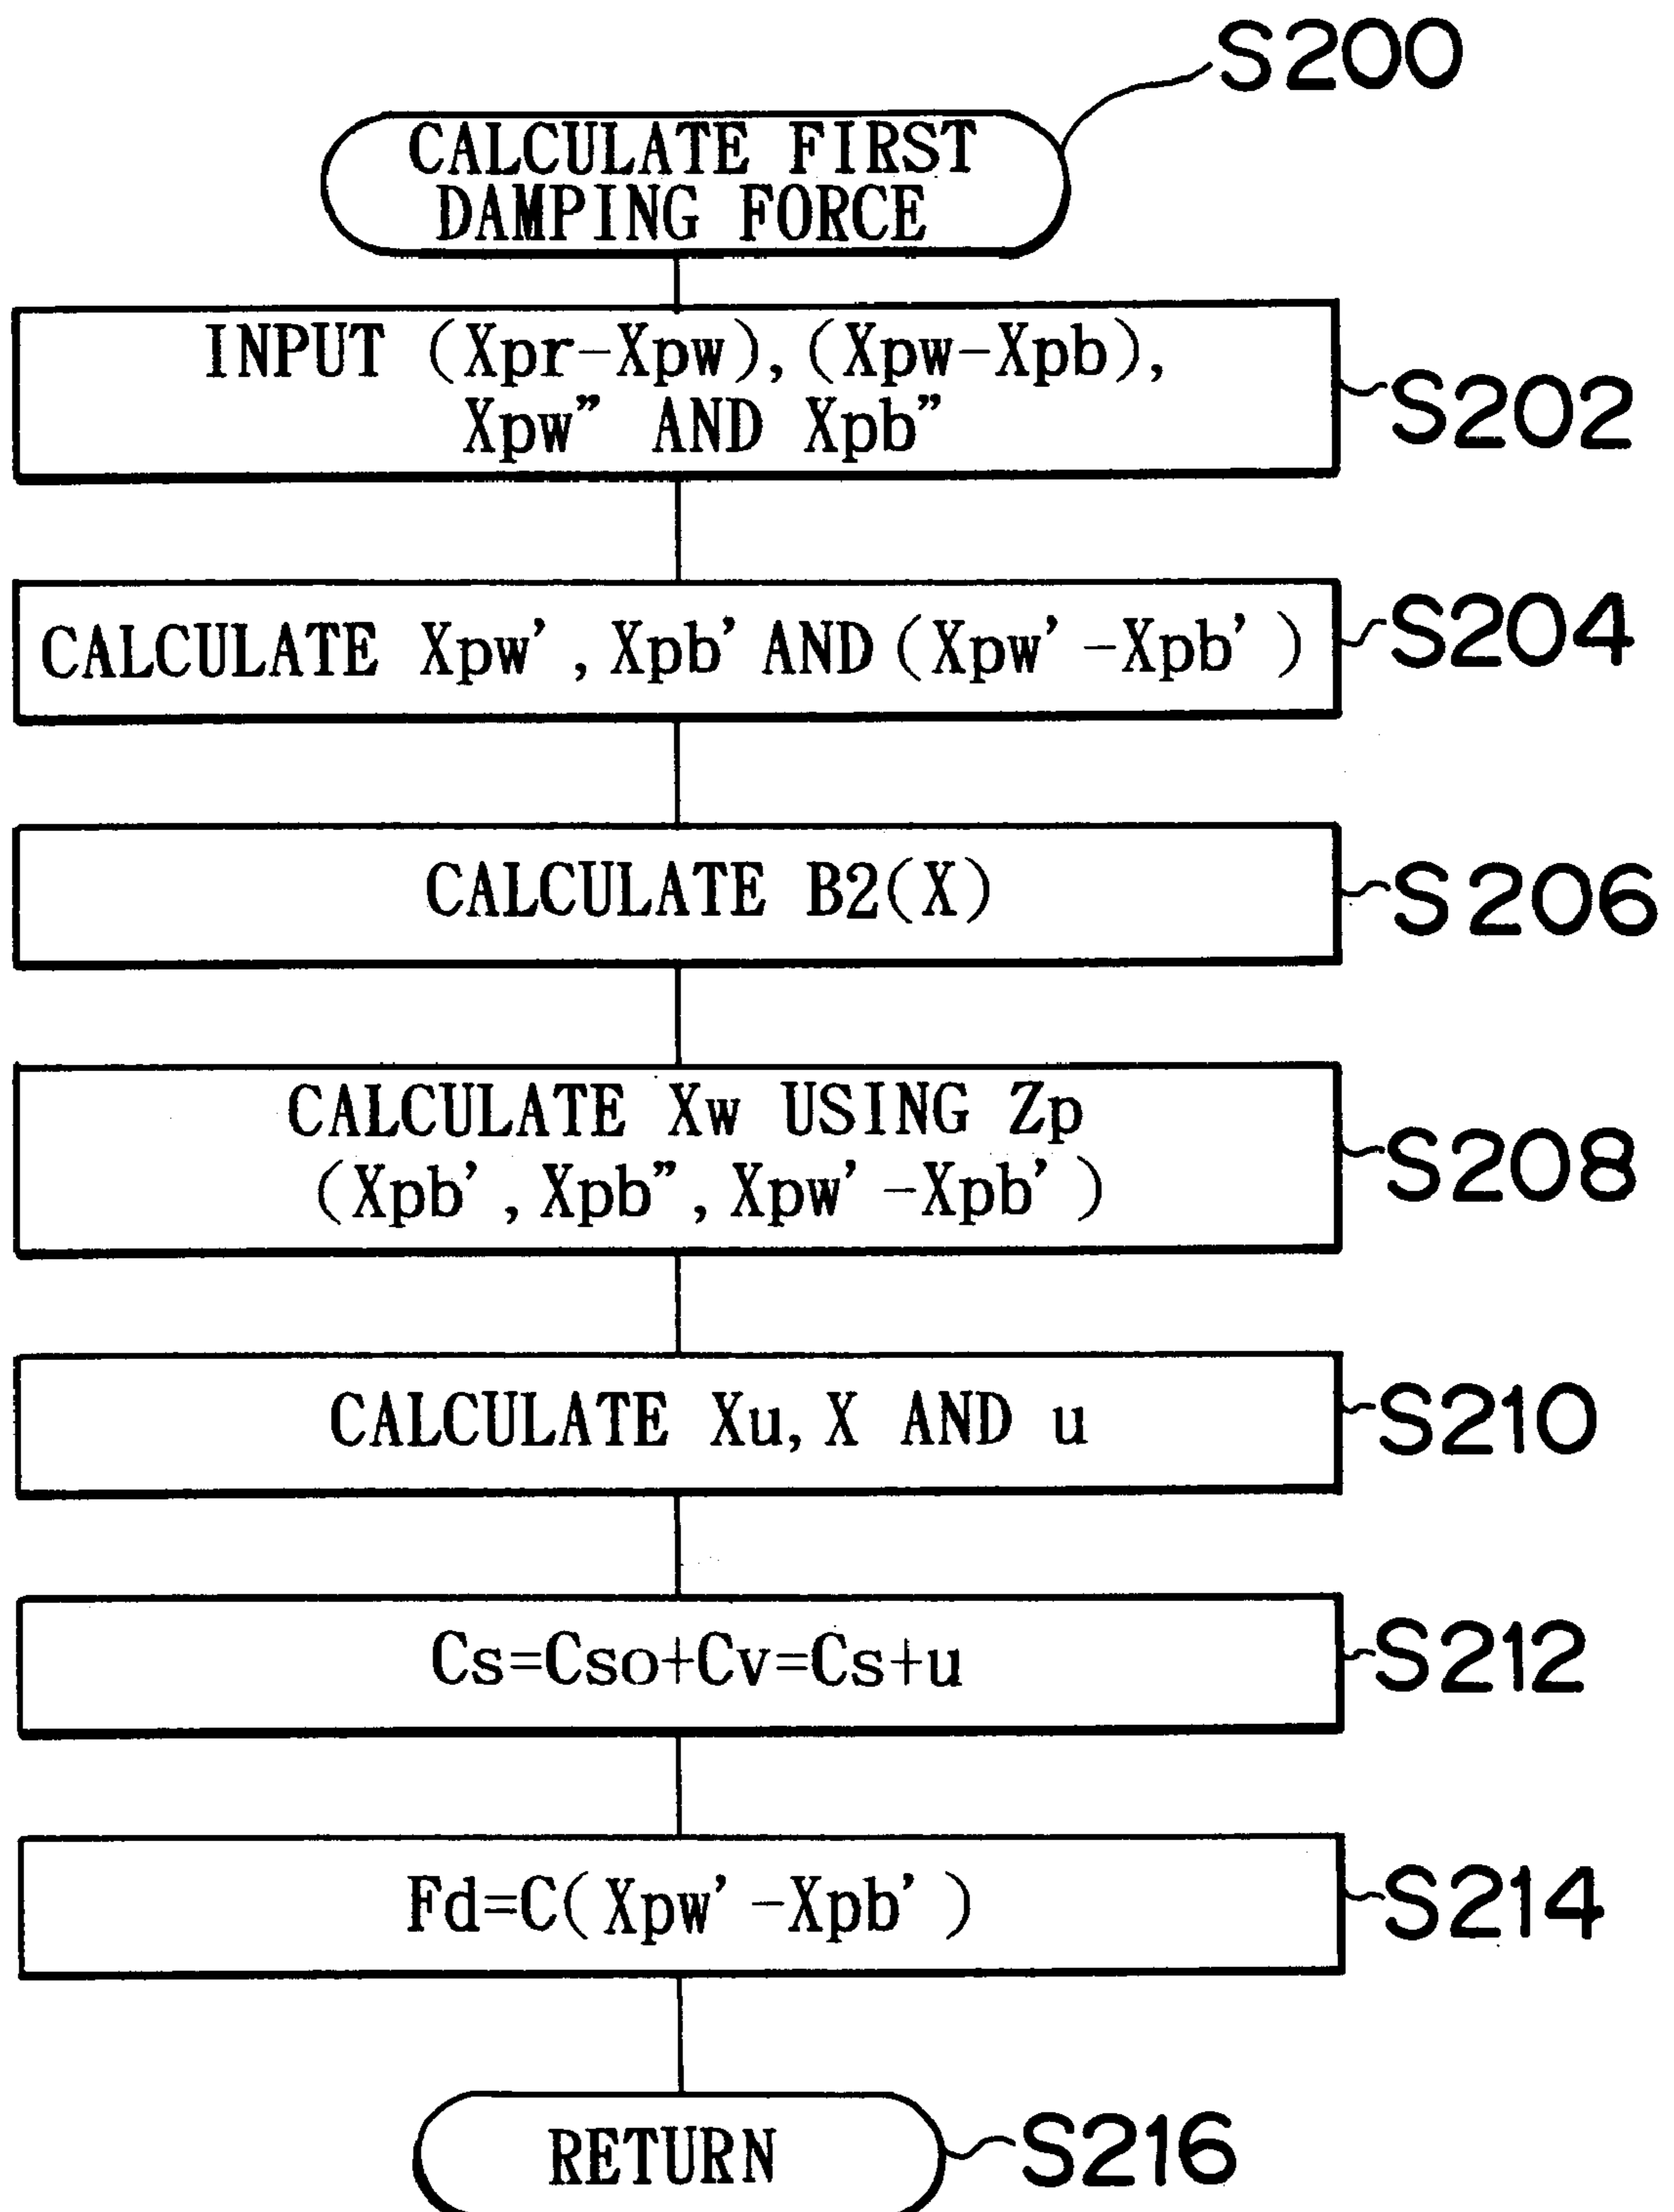 S200
CALCULATE FIRST
DAMPING FORCE
INPUT (Xpr-Xpw), (Xpw-Xpb),
Xpw” AND Xpb”
S202
CALCULATE Xpw’, Xpb’ AND (Xpw’-Xpb’)
S204
CALCULATE B2(X)
S206
CALCULATE Xw USING Zp
(Xpb’, Xpb”, Xpw’-Xpb’)
S208
CALCULATE Xu, X AND u
S210
Cs=Cso+Cv=Cs+u
S212
Fd=C(Xpw’-Xpb’)
S214
RETURN
S216